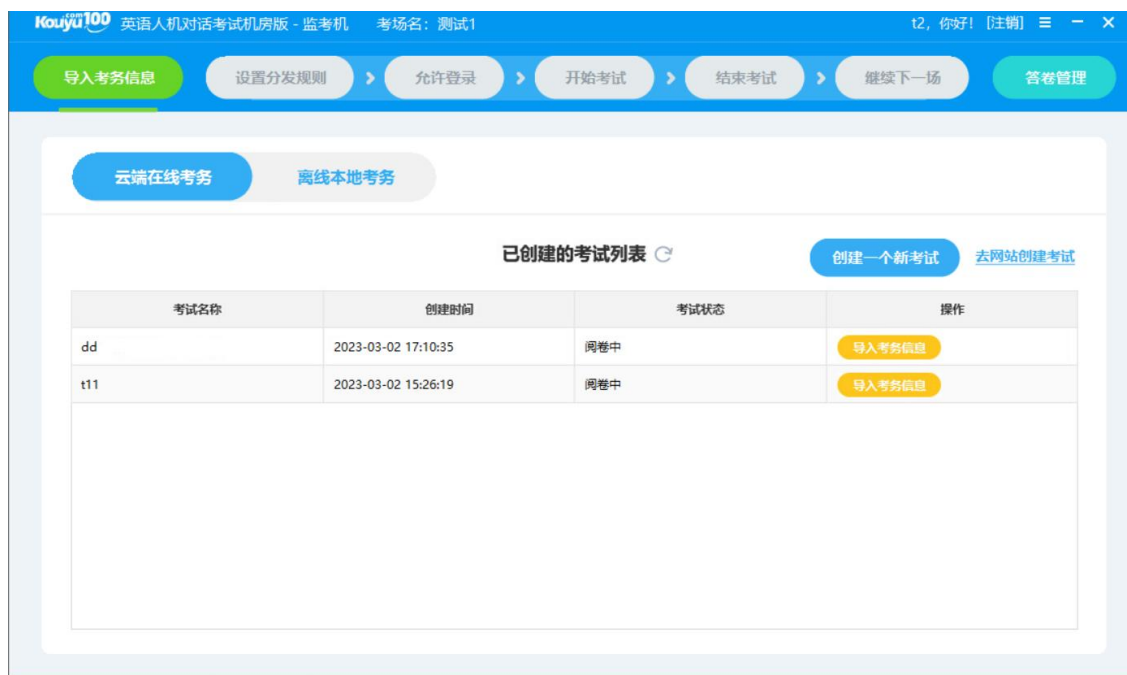 Kouyu100.com 英语人机对话考试机房版 - 监考机 考场名：测试1 t2，你好！ [注销]
导入考务信息 设置分发规则 允许登录 开始考试 结束考试 继续下一场 答卷管理
云端在线考务 离线本地考务
已创建的考试列表 创建一个新考试 去网站创建考试
考试名称 创建时间 考试状态 操作
dd 2023-03-02 17:10:35 阅卷中 导入考务信息
t11 2023-03-02 15:26:19 阅卷中 导入考务信息